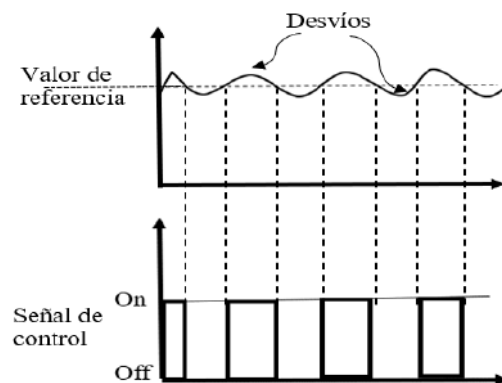 Desvíos
Valor de
referencia
On
Señal de
control
Off